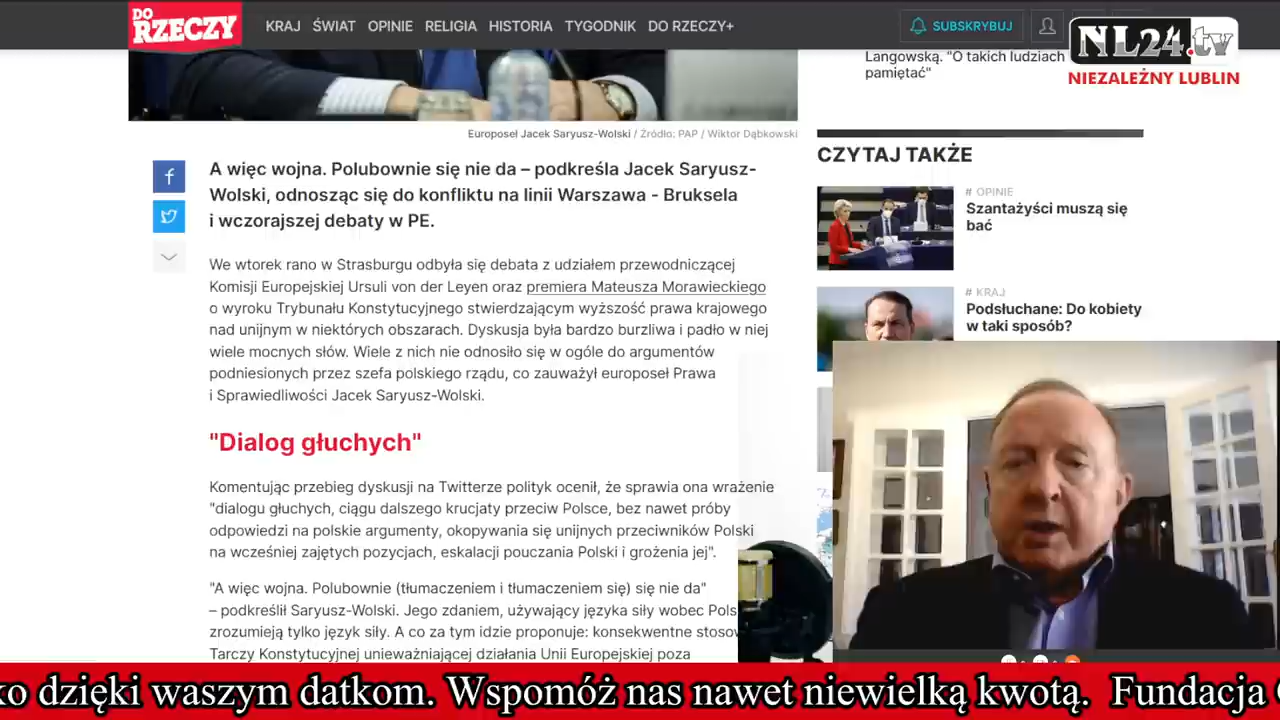 DO
RZECZY
KRAJ ŚWIAT OPINIE RELIGIA HISTORIA TYGODNIK DO RZECZY+
SUBSKRYBUJ
NL24.tv
NIEZALEŻNY LUBLIN
Langowską. "O takich ludziach
pamiętać"
Europoseł Jacek Saryusz-Wolski / Źródło: PAP / Wiktor Dąbkowski
A więc wojna. Polubownie się nie da – podkreśla Jacek Saryusz-
Wolski, odnosząc się do konfliktu na linii Warszawa - Bruksela
i wczorajszej debaty w PE.
We wtorek rano w Strasburgu odbyła się debata z udziałem przewodniczącej
Komisji Europejskiej Ursuli von der Leyen oraz premiera Mateusza Morawieckiego
o wyroku Trybunału Konstytucyjnego stwierdzającym wyższość prawa krajowego
nad unijnym w niektórych obszarach. Dyskusja była bardzo burzliwa i padło w niej
wiele mocnych słów. Wiele z nich nie odnosiło się w ogóle do argumentów
podniesionych przez szefa polskiego rządu, co zauważył europoseł Prawa
i Sprawiedliwości Jacek Saryusz-Wolski.
"Dialog głuchych"
Komentując przebieg dyskusji na Twitterze polityk ocenił, że sprawia ona wrażenie
"dialogu głuchych, ciągu dalszego krucjaty przeciw Polsce, bez nawet próby
odpowiedzi na polskie argumenty, okopywania się unijnych przeciwników Polski
na wcześniej zajętych pozycjach, eskalacji pouczania Polski i grożenia jej".
"A więc wojna. Polubownie (tłumaczeniem i tłumaczeniem się) się nie da"
– podkreślił Saryusz-Wolski. Jego zdaniem, używający języka siły wobec Pols
zrozumieją tylko język siły. A co za tym idzie proponuje: konsekwentne stosow
Tarczy Konstytucyjnej unieważniającej działania Unii Europejskiej poza
CZYTAJ TAKŻE
# OPINIE
Szantażyści muszą się
bać
# KRAJ
Podsłuchane: Do kobiety
w taki sposób?
ko dzięki waszym datkom. Wspomóż nas nawet niewielką kwotą. Fundacja